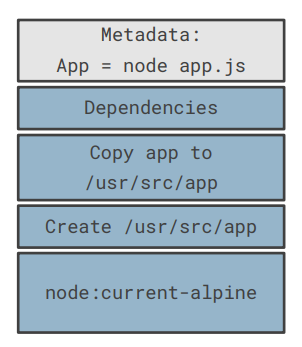 Metadata:
App = node app.js
Dependencies
Copy app to
/usr/src/app
Create /usr/src/app
node:current-alpine